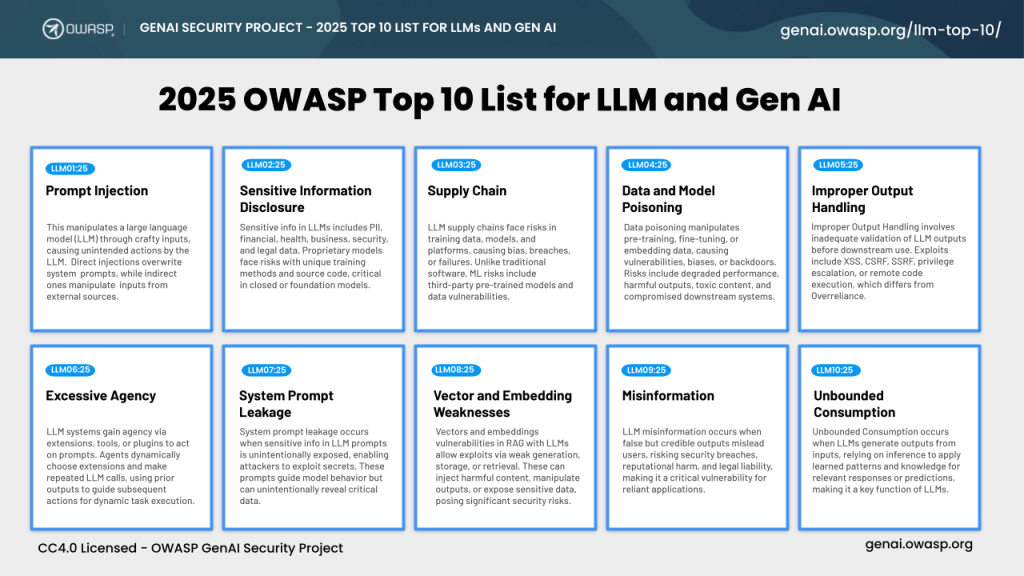 OWASP
GENAI SECURITY PROJECT - 2025 TOP 10 LIST FOR LLMs AND GEN AI
genai.owasp.org/llm-top-10/
2025 OWASP Top 10 List for LLM and Gen AI
LLM01:25
Prompt Injection
This manipulates a large language
model (LLM) through crafty inputs,
causing unintended actions by the
LLM. Direct injections overwrite
system prompts, while indirect
ones manipulate inputs from
external sources.
LLM02:25
Sensitive Information
Disclosure
Sensitive info in LLMs includes PII,
financial, health, business, security,
and legal data. Proprietary models
face risks with unique training
methods and source code, critical
in closed or foundation models.
LLM03:25
Supply Chain
LLM supply chains face risks in
training data, models, and
platforms, causing bias, breaches,
or failures. Unlike traditional
software, ML risks include
third-party pre-trained models and
data vulnerabilities.
LLM04:25
Data and Model
Poisoning
Data poisoning manipulates
pre-training, fine-tuning, or
embedding data, causing
vulnerabilities, biases, or backdoors.
Risks include degraded performance,
harmful outputs, toxic content, and
compromised downstream systems.
LLM05:25
Improper Output
Handling
Improper Output Handling involves
inadequate validation of LLM outputs
before downstream use. Exploits
include XSS, CSRF, SSRF, privilege
escalation, or remote code
execution, which differs from
Overreliance.
LLM06:25
Excessive Agency
LLM systems gain agency via
extensions, tools, or plugins to act
on prompts. Agents dynamically
choose extensions and make
repeated LLM calls, using prior
outputs to guide subsequent
actions for dynamic task execution.
LLM07:25
System Prompt
Leakage
System prompt leakage occurs
when sensitive info in LLM prompts
is unintentionally exposed, enabling
attackers to exploit secrets. These
prompts guide model behavior but
can unintentionally reveal critical
data.
LLM08:25
Vector and Embedding
Weaknesses
Vectors and embeddings
vulnerabilities in RAG with LLMs
allow exploits via weak generation,
storage, or retrieval. These can
inject harmful content, manipulate
outputs, or expose sensitive data,
posing significant security risks.
LLM09:25
Misinformation
LLM misinformation occurs when
false but credible outputs mislead
users, risking security breaches,
reputational harm, and legal liability,
making it a critical vulnerability for
reliant applications.
LLM10:25
Unbounded
Consumption
Unbounded Consumption occurs
when LLMs generate outputs from
inputs, relying on inference to apply
learned patterns and knowledge for
relevant responses or predictions,
making it a key function of LLMs.
CC4.0 Licensed - OWASP GenAI Security Project
genai.owasp.org